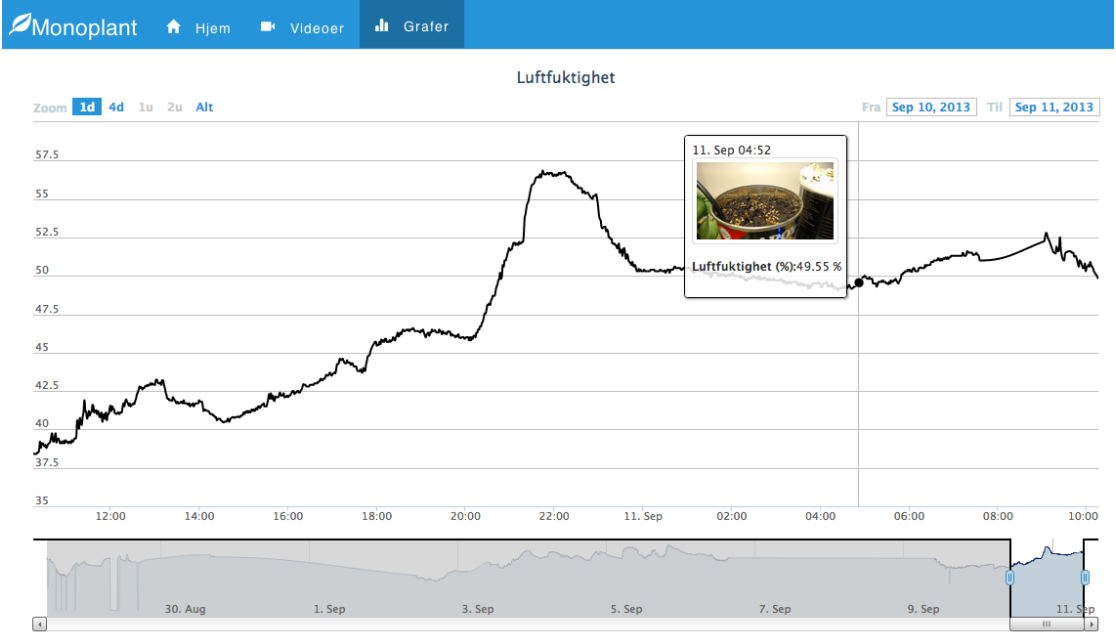 Monoplant Hjem Videoer Grafer
Luftfuktighet
Zoom 1d 4d 1u 2u Alt Fra Sep 10, 2013 Til Sep 11, 2013
57.5
55
52.5
50
47.5
45
42.5
40
37.5
35
11. Sep 04:52
Luftfuktighet (%):49.55 %
12:00 14:00 16:00 18:00 20:00 22:00 11. Sep 02:00 04:00 06:00 08:00 10:00
30. Aug 1. Sep 3. Sep 5. Sep 7. Sep 9. Sep 11. Sep